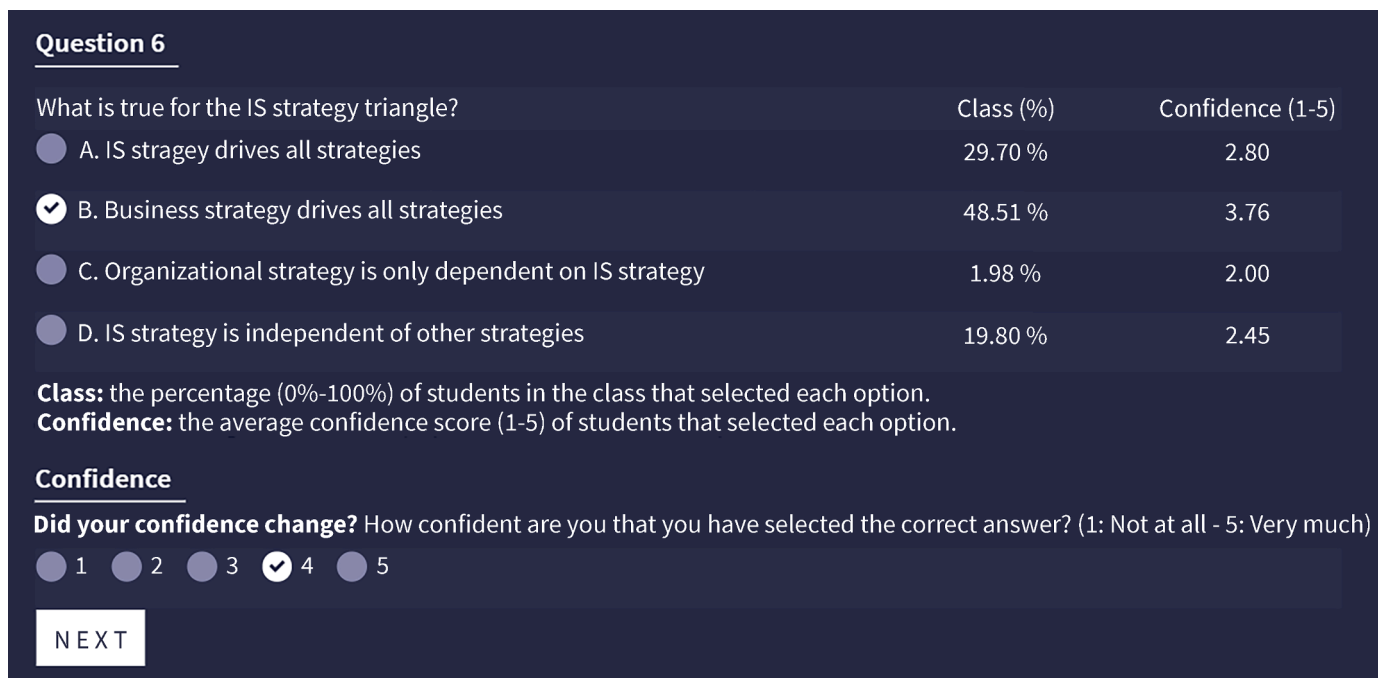 Question 6
What is true for the IS strategy triangle? Class (%) Confidence (1-5)
A. IS stragey drives all strategies 29.70 % 2.80
B. Business strategy drives all strategies 48.51 % 3.76
C. Organizational strategy is only dependent on IS strategy 1.98 % 2.00
D. IS strategy is independent of other strategies 19.80 % 2.45
Class: the percentage (0%-100%) of students in the class that selected each option.
Confidence: the average confidence score (1-5) of students that selected each option.
Confidence
Did your confidence change? How confident are you that you have selected the correct answer? (1: Not at all - 5: Very much)
1 2 3 4 5
NEXT